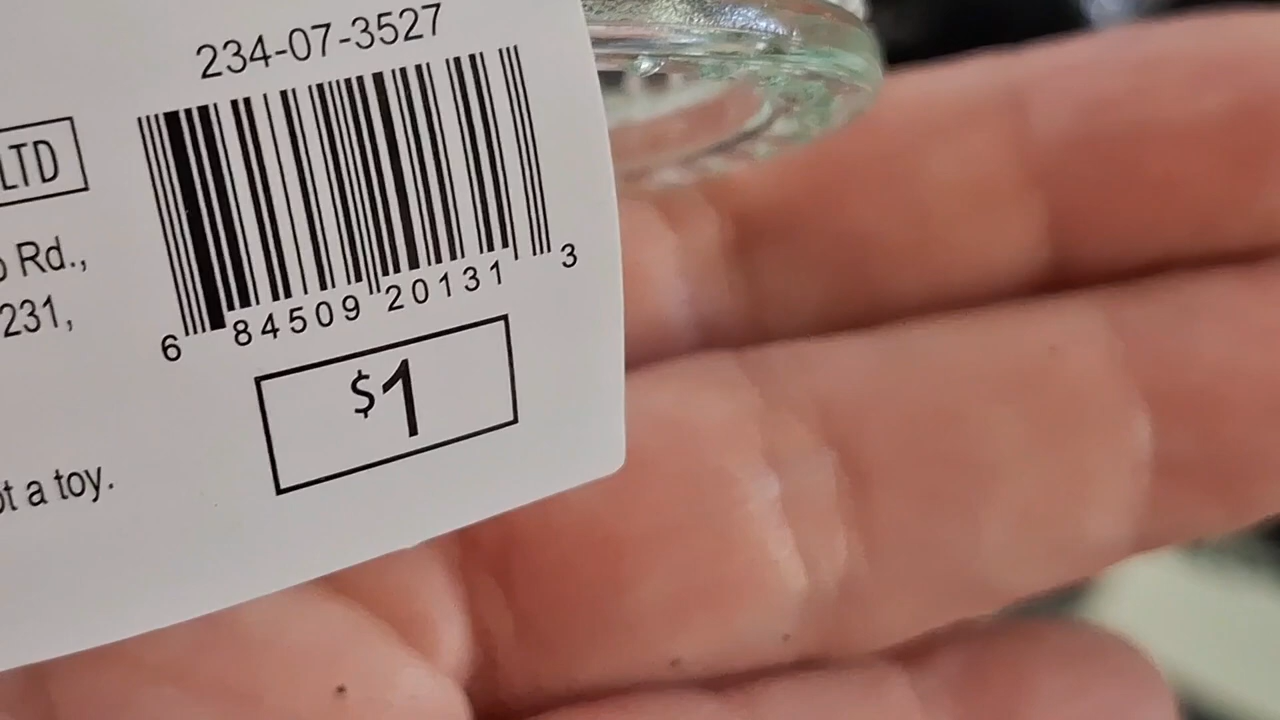 234-07-3527
LTD
Rd.,
231,
6 84509 20131 3
$1
a toy.